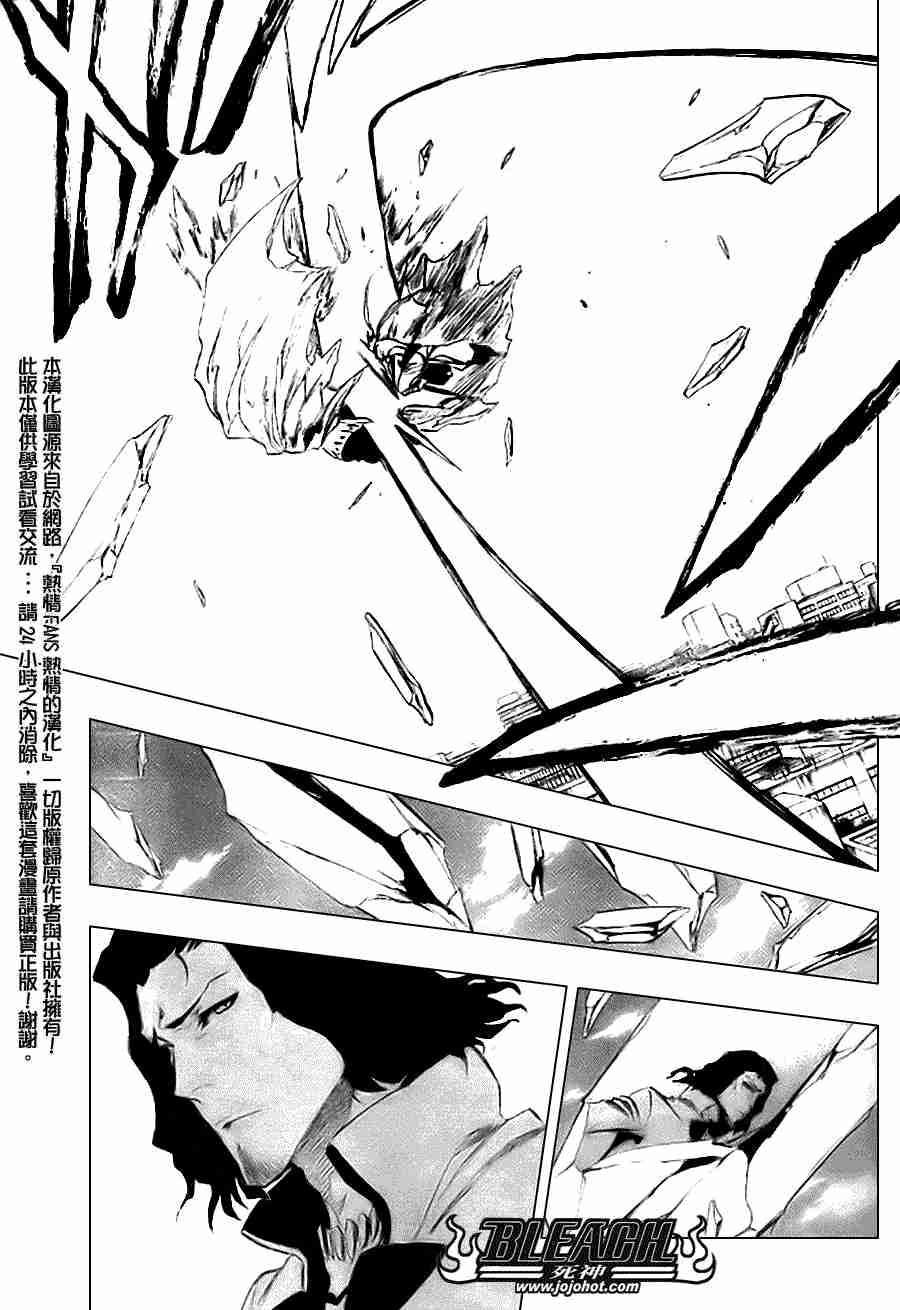 本漢化圖源來自於網路，『熱情FANS熱情的漢化』一切版權歸原作者與出版社擁有！
此版本僅供學習試看交流… 請24小時之內消除，喜歡這套漫畫請購買正版！謝謝。
BLEACH
死神
www.jojohot.com